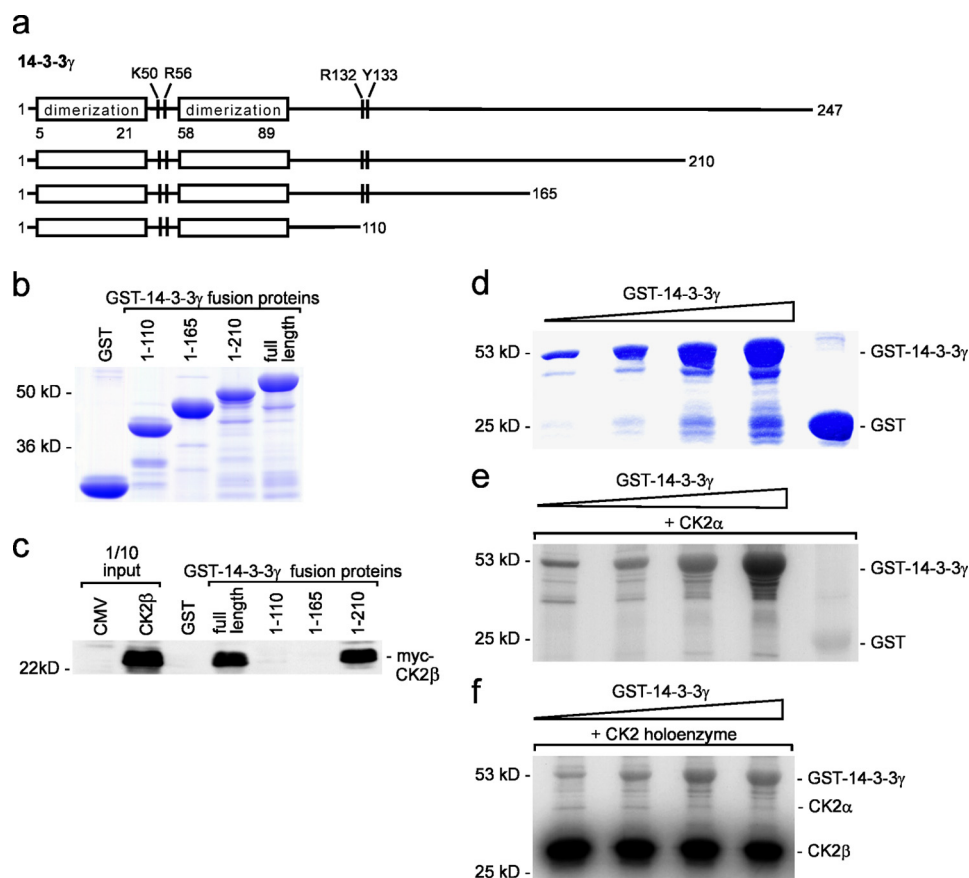 a
14-3-3γ
K50 R56 R132 Y133
1- dimerization dimerization 247
5 21 58 89
1- 210
1- 165
1- 110
b
GST-14-3-3γ fusion proteins
GST
1-110
1-165
1-210
full length
50 kD -
36 kD -
c
1/10 input
GST-14-3-3γ fusion proteins
CMV
CK2β
GST
full length
1-110
1-165
1-210
22kD -
- myc-
CK2β
d
GST-14-3-3γ
53 kD -
- GST-14-3-3γ
25 kD -
- GST
e
GST-14-3-3γ
+ CK2α
53 kD -
- GST-14-3-3γ
25 kD -
- GST
f
GST-14-3-3γ
+ CK2 holoenzyme
53 kD -
- GST-14-3-3γ
- CK2α
- CK2β
25 kD -